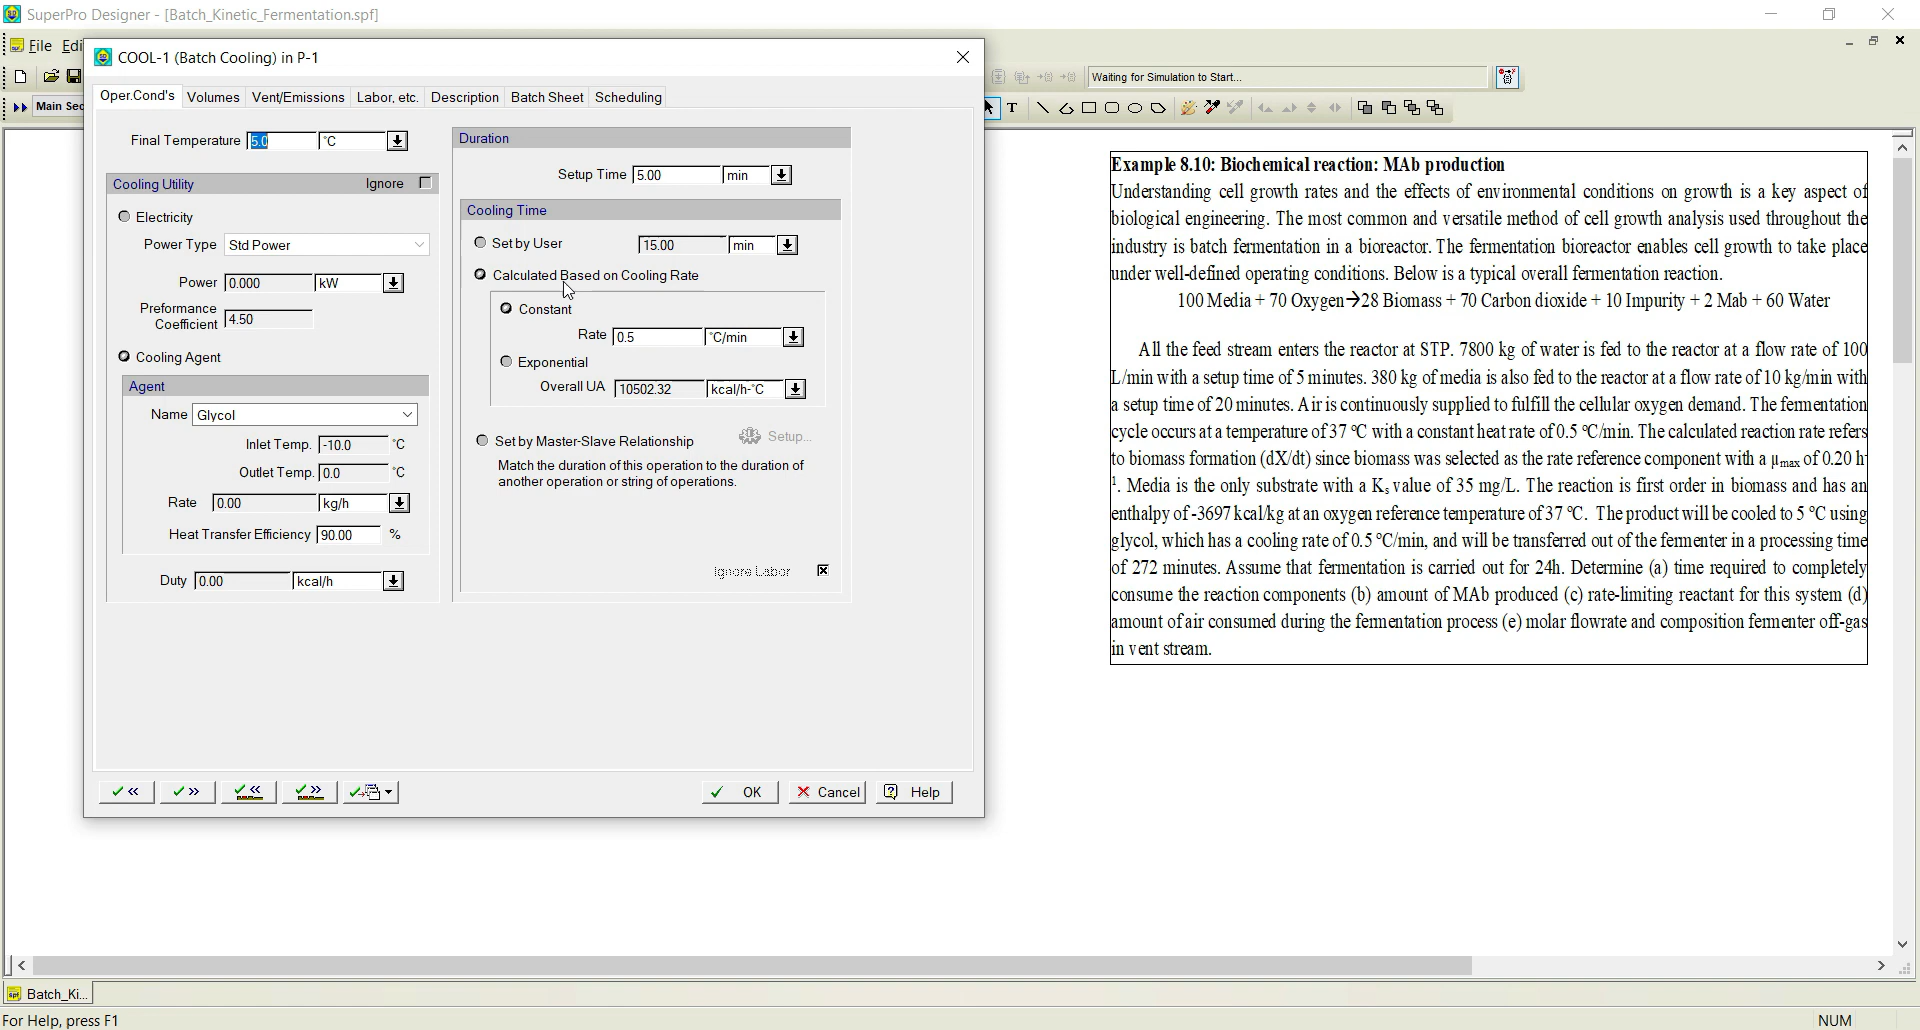 SuperPro Designer - [Batch_Kinetic_Fermentation.spf]
File Edi
COOL-1 (Batch Cooling) in P-1
Waiting for Simulation to Start...
Main Sec
T
Oper.Cond's Volumes Vent/Emissions Labor, etc. Description Batch Sheet Scheduling
Final Temperature 5.0 °C
Cooling Utility Ignore
Electricity
Power Type Std Power
Power 0.000 kW
Preformance
Coefficient 4.50
Cooling Agent
Agent
Name Glycol
Inlet Temp. -10.0 °C
Outlet Temp. 0.0 °C
Rate 0.00 kg/h
Heat Transfer Efficiency 90.00 %
Duty 0.00 kcal/h
Duration
Setup Time 5.00 min
Cooling Time
Set by User 15.00 min
Calculated Based on Cooling Rate
Constant
Rate 0.5 °C/min
Exponential
Overall UA 10502.32 kcal/h-°C
Set by Master-Slave Relationship Setup...
Match the duration of this operation to the duration of
another operation or string of operations.
Ignore Labor
OK Cancel Help
Example 8.10: Biochemical reaction: MAb production
Understanding cell growth rates and the effects of environmental conditions on growth is a key aspect of
biological engineering. The most common and versatile method of cell growth analysis used throughout the
industry is batch fermentation in a bioreactor. The fermentation bioreactor enables cell growth to take place
under well-defined operating conditions. Below is a typical overall fermentation reaction.
100 Media + 70 Oxygen→28 Biomass + 70 Carbon dioxide + 10 Impurity + 2 Mab + 60 Water
All the feed stream enters the reactor at STP. 7800 kg of water is fed to the reactor at a flow rate of 100
L/min with a setup time of 5 minutes. 380 kg of media is also fed to the reactor at a flow rate of 10 kg/min with
a setup time of 20 minutes. Air is continuously supplied to fulfill the cellular oxygen demand. The fermentation
cycle occurs at a temperature of 37 °C with a constant heat rate of 0.5 °C/min. The calculated reaction rate refers
to biomass formation (dX/dt) since biomass was selected as the rate reference component with a μmax of 0.20 h⁻
¹. Media is the only substrate with a Ks value of 35 mg/L. The reaction is first order in biomass and has an
enthalpy of -3697 kcal/kg at an oxygen reference temperature of 37 °C. The product will be cooled to 5 °C using
glycol, which has a cooling rate of 0.5 °C/min, and will be transferred out of the fermenter in a processing time
of 272 minutes. Assume that fermentation is carried out for 24h. Determine (a) time required to completely
consume the reaction components (b) amount of MAb produced (c) rate-limiting reactant for this system (d)
amount of air consumed during the fermentation process (e) molar flowrate and composition fermenter off-gas
in vent stream.
Batch_Ki...
For Help, press F1
NUM